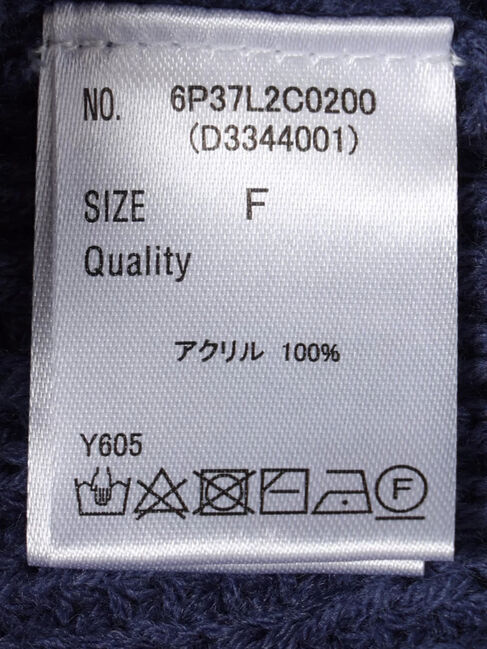 NO. 6P37L2C0200
(D3344001)
SIZE F
Quality
アクリル 100%
Y605
F